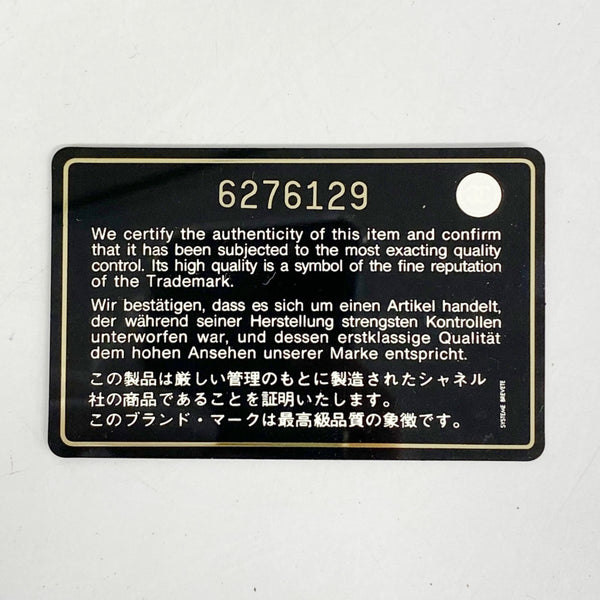 6276129
We certify the authenticity of this item and confirm
that it has been subjected to the most exacting quality
control. Its high quality is a symbol of the fine reputation
of the Trademark.
Wir bestätigen, dass es sich um einen Artikel handelt,
der während seiner Herstellung strengsten Kontrollen
unterworfen war, und dessen erstklassige Qualität
dem hohen Ansehen unserer Marke entspricht.
この製品は厳しい管理のもとに製造されたシャネル
社の商品であることを証明いたします。
このブランド・マークは最高級品質の象徴です。
SYSTEME BREVETE